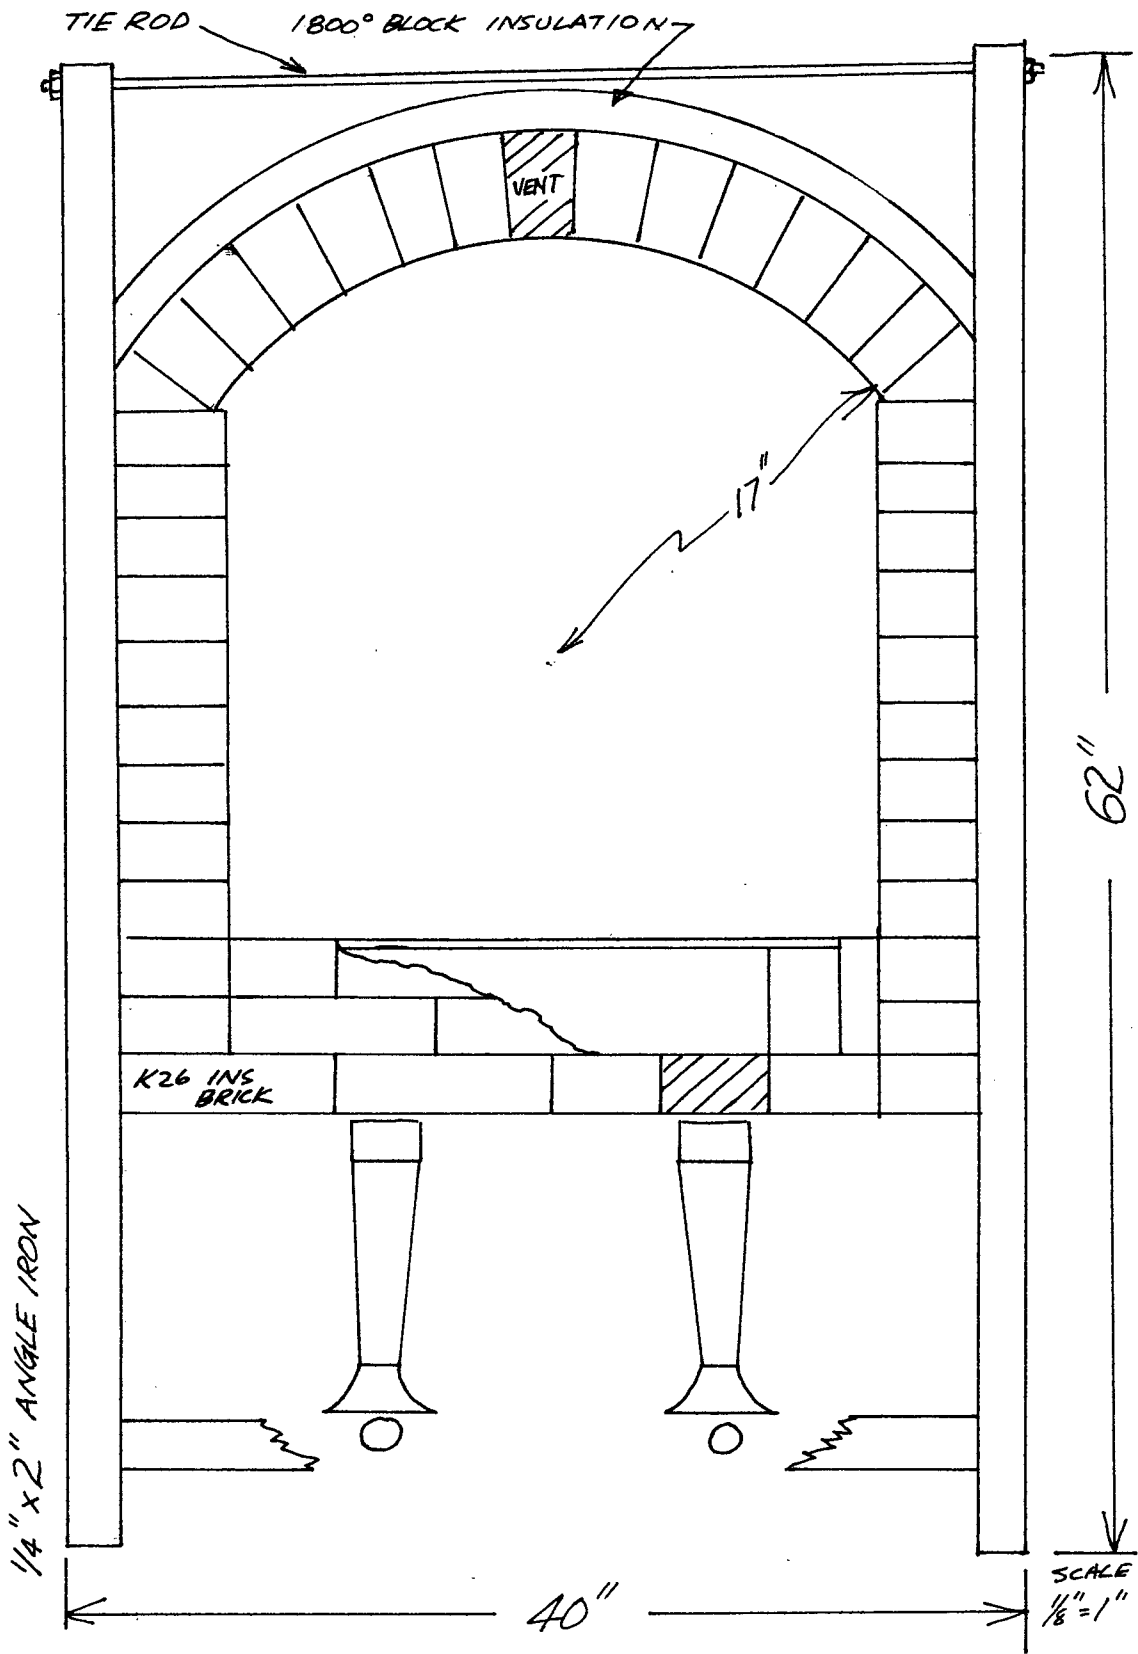 TIE ROD
1800° BLOCK INSULATION
VENT
17"
62"
K26 INS
BRICK
1/4" x 2" ANGLE IRON
40"
SCALE
1/8" = 1"